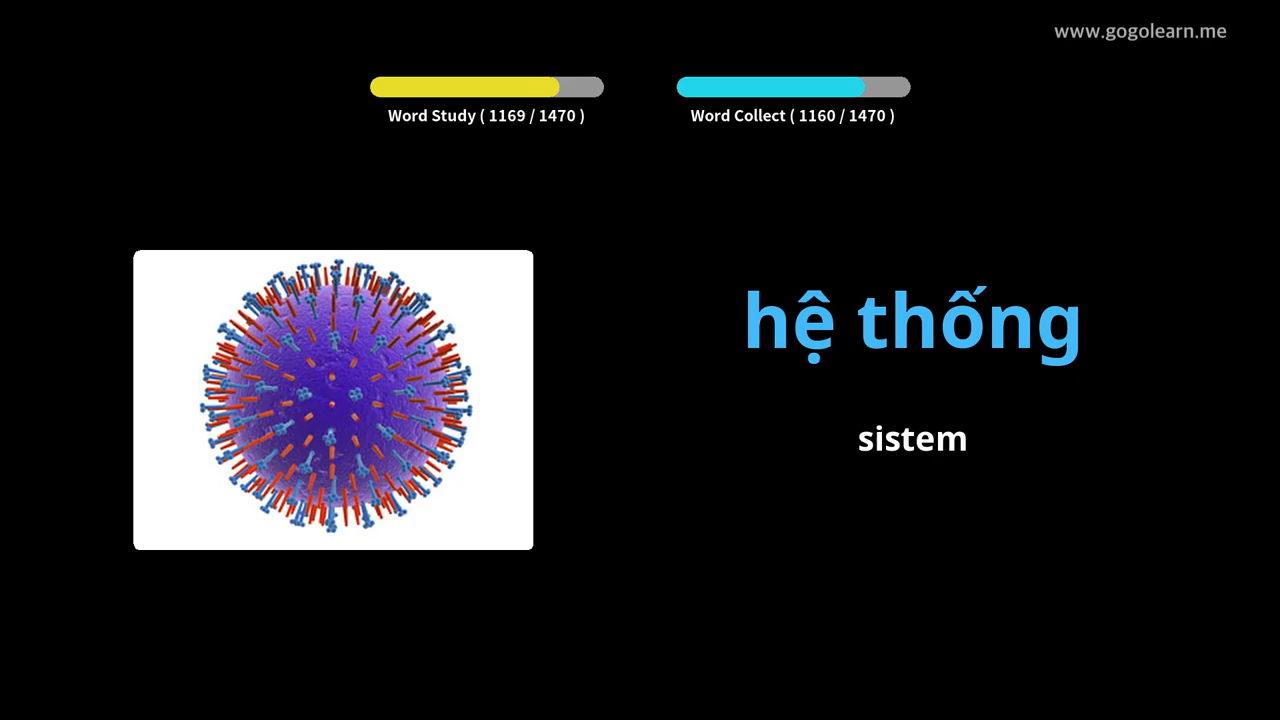 www.gogolearn.me
Word Study ( 1169 / 1470 )
Word Collect ( 1160 / 1470 )
hệ thống
sistem